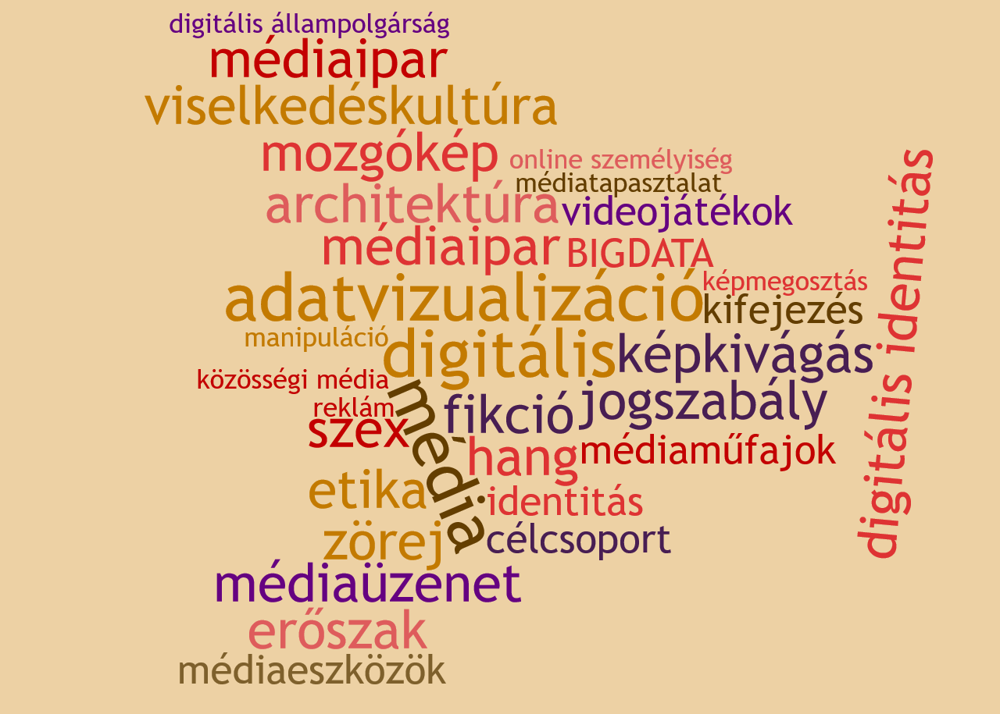 digitális állampolgárság
médiaipar
viselkedéskultúra
mozgókép
online személyiség
médiatapasztalat
architektúra
videojátékok
médiaipar
BIGDATA
adatvizualizáció
képmegosztás
kifejezés
manipuláció
digitális
képkivágás
közösségi média
reklám
szex
média
fikció
jogszabály
hang
médiaműfajok
etika
identitás
zörej
célcsoport
médiaüzenet
erőszak
médiaeszközök
digitális identitás